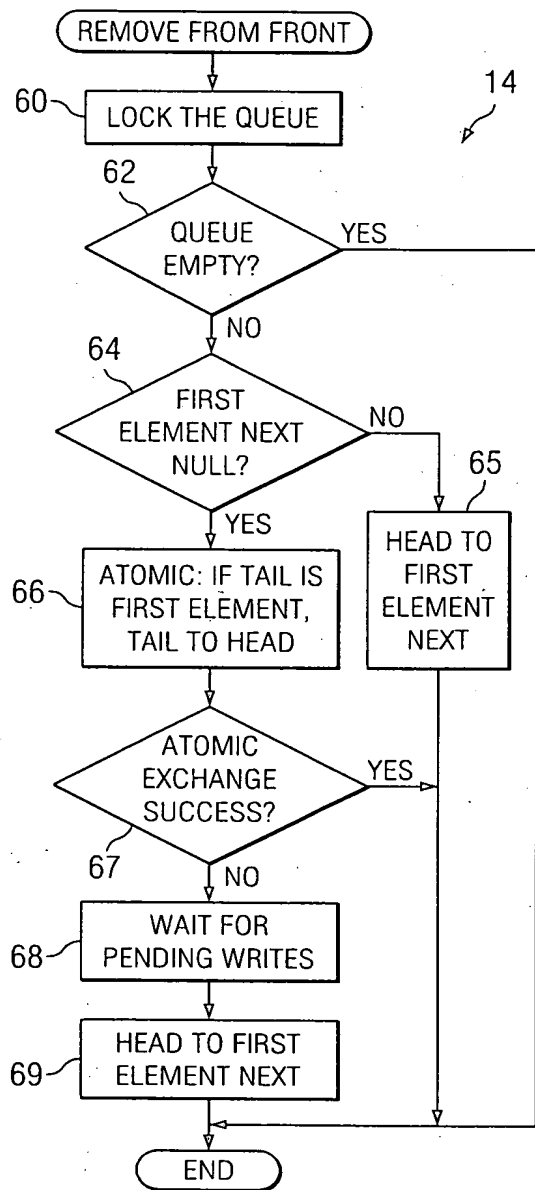 REMOVE FROM FRONT
14
60
LOCK THE QUEUE
62
QUEUE
EMPTY?
YES
NO
64
FIRST
ELEMENT NEXT
NULL?
NO
YES
65
HEAD TO
FIRST
ELEMENT
NEXT
66
ATOMIC: IF TAIL IS
FIRST ELEMENT,
TAIL TO HEAD
ATOMIC
EXCHANGE
SUCCESS?
YES
67
NO
68
WAIT FOR
PENDING WRITES
69
HEAD TO FIRST
ELEMENT NEXT
END